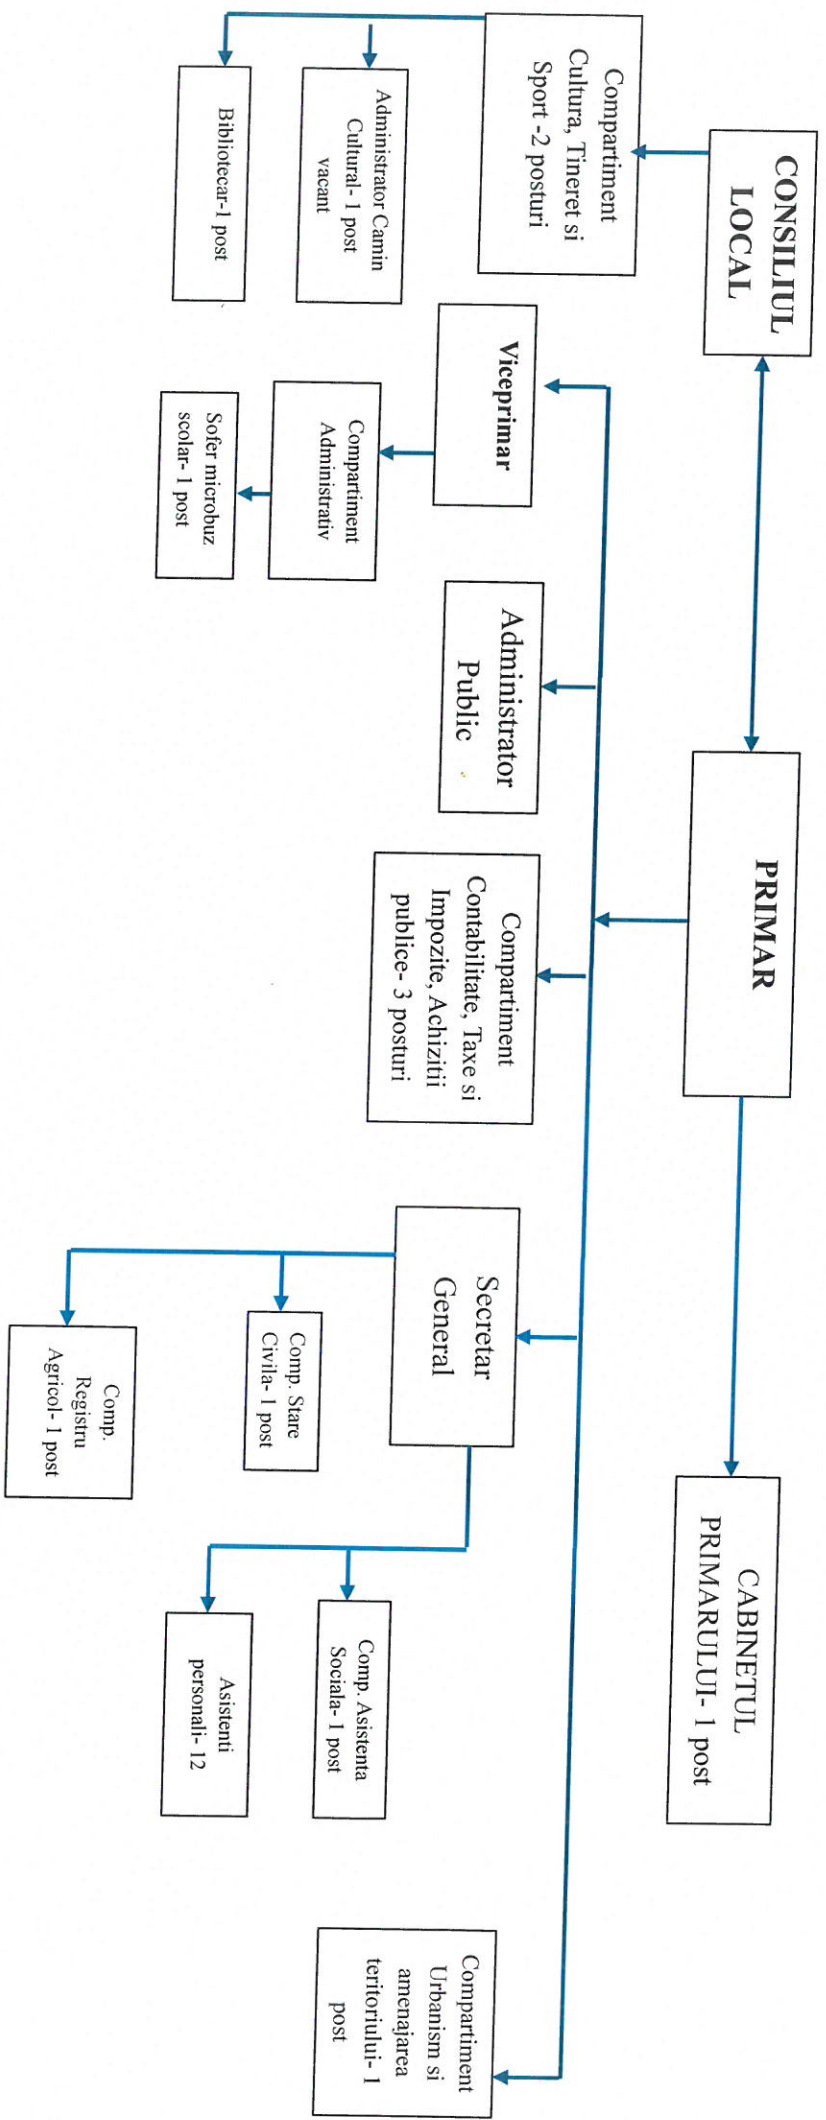 CONSILIUL
LOCAL
PRIMAR
CABINETUL
PRIMARULUI- 1 post
Compartiment
Cultura, Tineret si
Sport -2 posturi
Administrator Camin
Cultural- 1 post
vacant
Bibliotecar-1 post
Viceprimar
Compartiment
Administrativ
Sofer microbuz
scolar- 1 post
Administrator
Public
Compartiment
Contabilitate, Taxe si
Impozite, Achizitii
publice- 3 posturi
Secretar
General
Comp. Stare
Civila- 1 post
Comp.
Registru
Agricol- 1 post
Comp. Asistenta
Sociala- 1 post
Asistenti
personali- 12
Compartiment
Urbanism si
amenajarea
teritoriului- 1
post